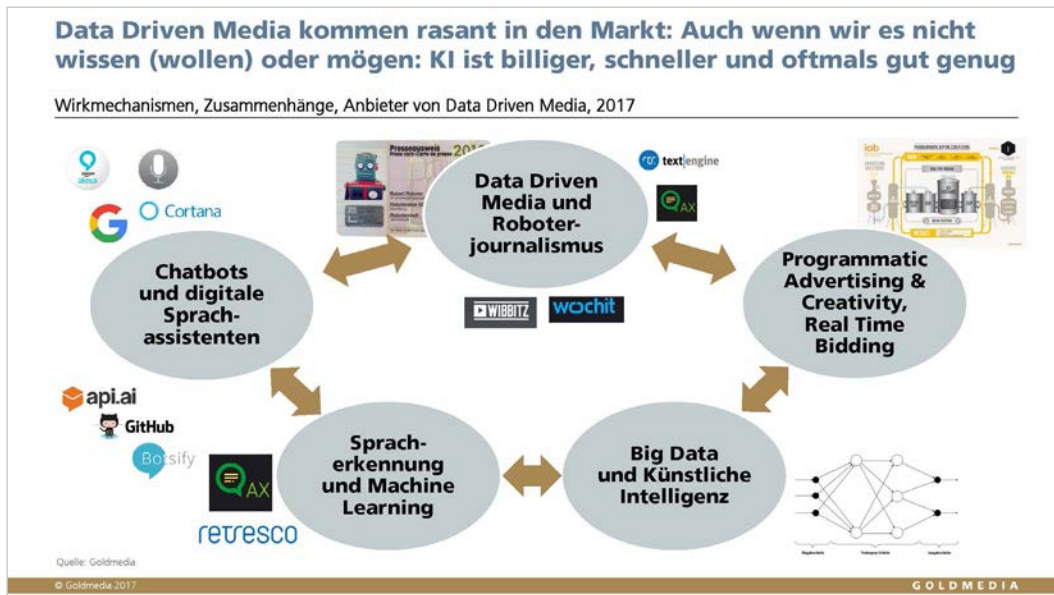 Data Driven Media kommen rasant in den Markt: Auch wenn wir es nicht
wissen (wollen) oder mögen: KI ist billiger, schneller und oftmals gut genug
Wirkmechanismen, Zusammenhänge, Anbieter von Data Driven Media, 2017
alexa
Cortana
Presseausweis
text|engine
AX
iab
Data Driven
Media und
Roboter-
journalismus
Chatbots
und digitale
Sprach-
assistenten
Programmatic
Advertising &
Creativity,
Real Time
Bidding
WIBBITZ
wochit
api.ai
GitHub
Botsify
AX
retresco
Sprach-
erkennung
und Machine
Learning
Big Data
und Künstliche
Intelligenz
Quelle: Goldmedia
© Goldmedia 2017
GOLDMEDIA